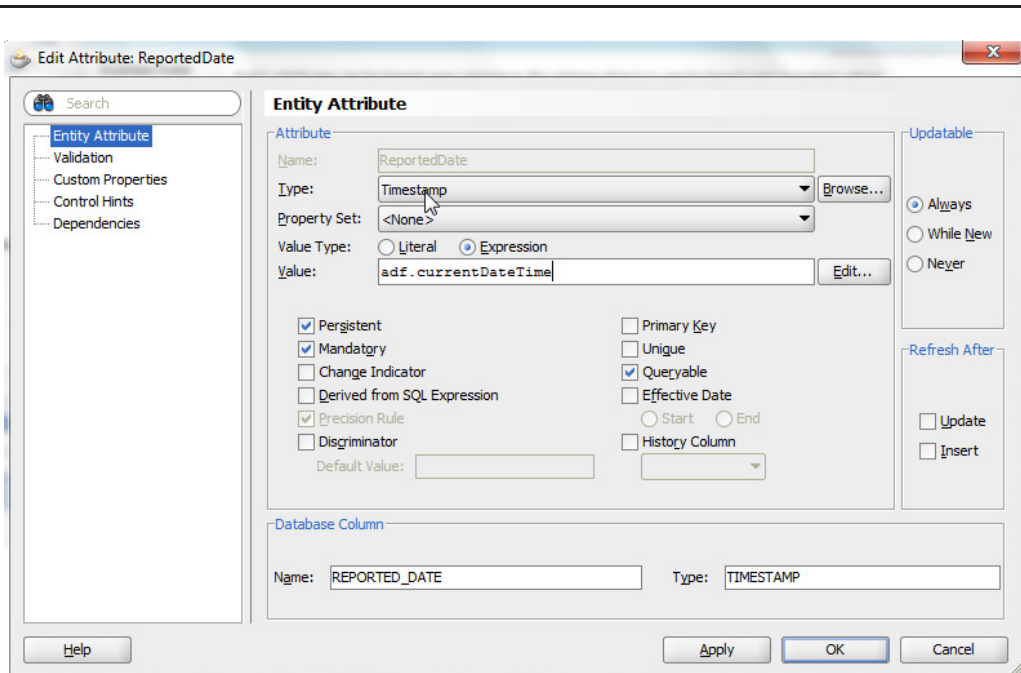 Edit Attribute: ReportedDate
Search
Entity Attribute
Validation
Custom Properties
Control Hints
Dependencies
Entity Attribute
Attribute
Name: ReportedDate
Type: Timestamp Browse...
Property Set: <None>
Value Type: Literal Expression
Value: adf.currentDateTime Edit...
Persistent Primary Key
Mandatory Unique
Change Indicator Queryable
Derived from SQL Expression Effective Date
Precision Rule Start End
Discriminator History Column
Default Value:
Updatable
Always
While New
Never
Refresh After
Update
Insert
Database Column
Name: REPORTED_DATE Type: TIMESTAMP
Help Apply OK Cancel